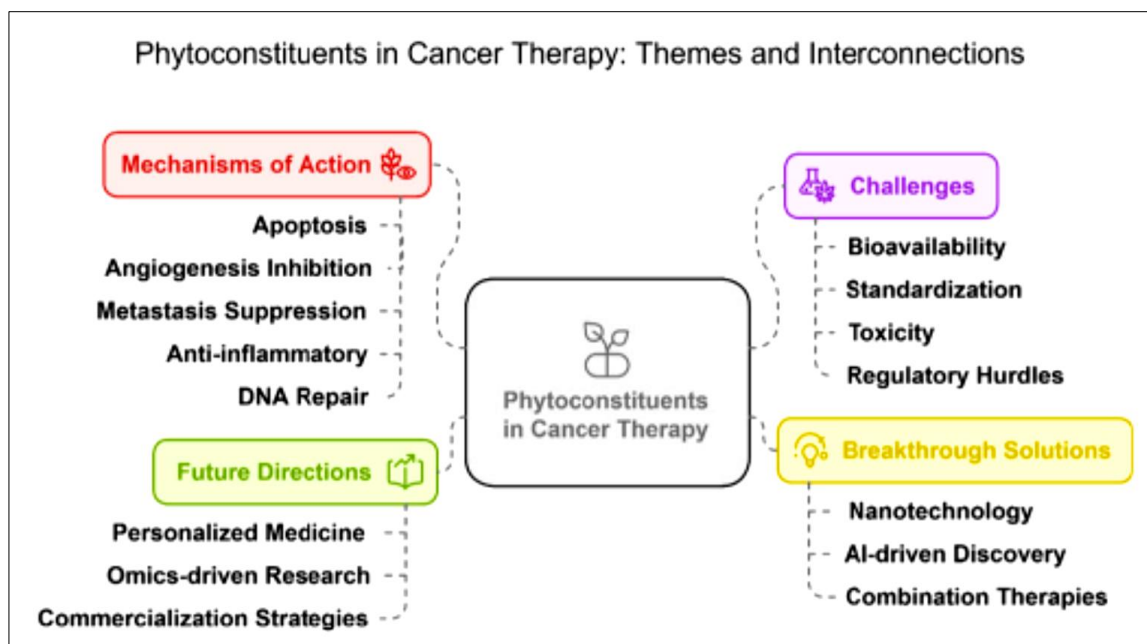 Phytoconstituents in Cancer Therapy: Themes and Interconnections
Mechanisms of Action
Apoptosis
Angiogenesis Inhibition
Metastasis Suppression
Anti-inflammatory
DNA Repair
Future Directions
Personalized Medicine
Omics-driven Research
Commercialization Strategies
Phytoconstituents
in Cancer Therapy
Challenges
Bioavailability
Standardization
Toxicity
Regulatory Hurdles
Breakthrough Solutions
Nanotechnology
AI-driven Discovery
Combination Therapies